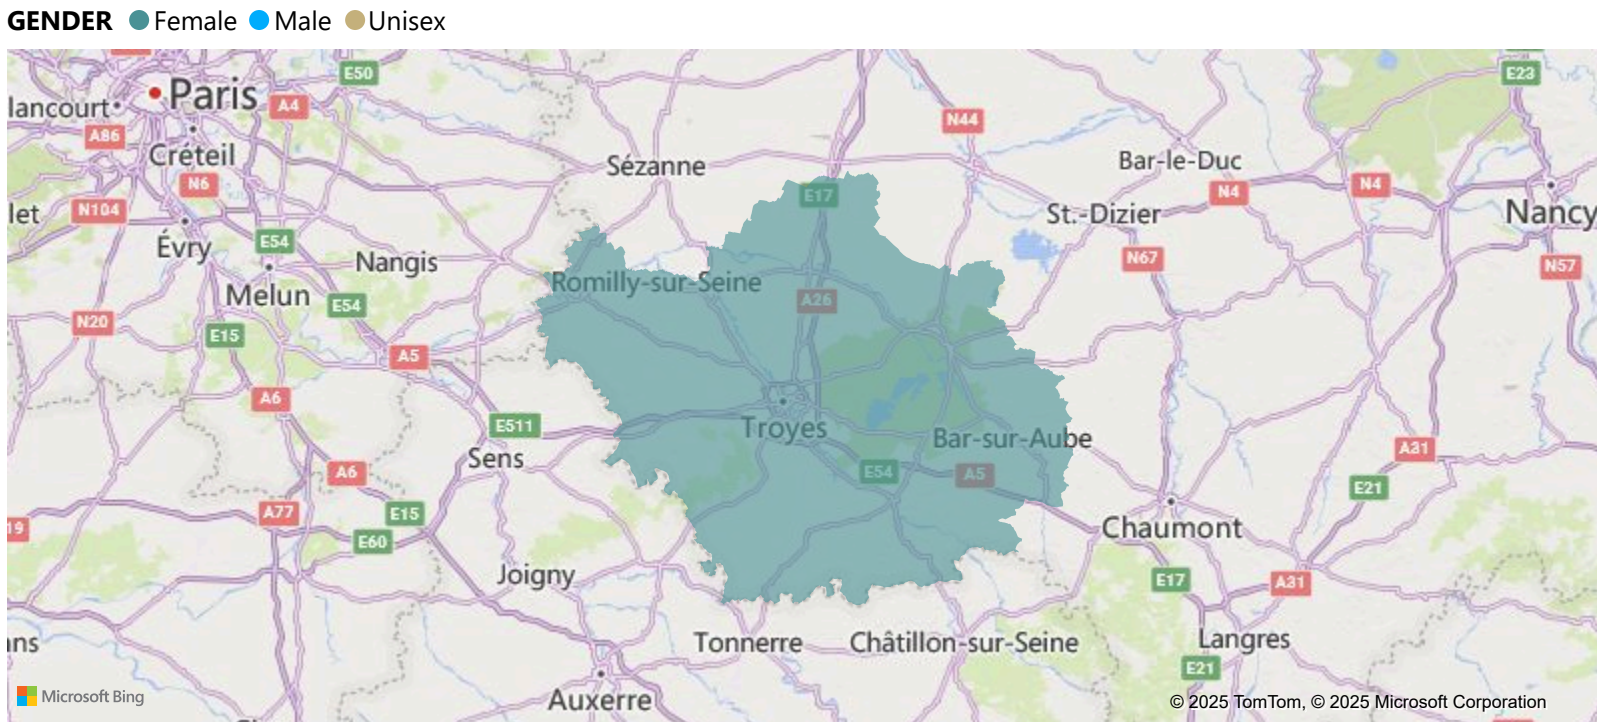 GENDER Female Male Unisex
E50
E23
Paris
lancourt
A4
N44
A86
Créteil
Sézanne
Bar-le-Duc
N6
N4
N4
E17
let
N104
St.-Dizier
Nancy
Évry
E54
Nangis
N67
N57
Melun
Romilly-sur-Seine
E54
A26
N20
E15
A5
A6
E511
Troyes
Bar-sur-Aube
A31
Sens
A6
E54
A5
E21
A77
E15
19
Chaumont
E60
Joigny
E17
A31
ns
Tonnerre
Châtillon-sur-Seine
Langres
E21
Microsoft Bing
Auxerre
© 2025 TomTom, © 2025 Microsoft Corporation